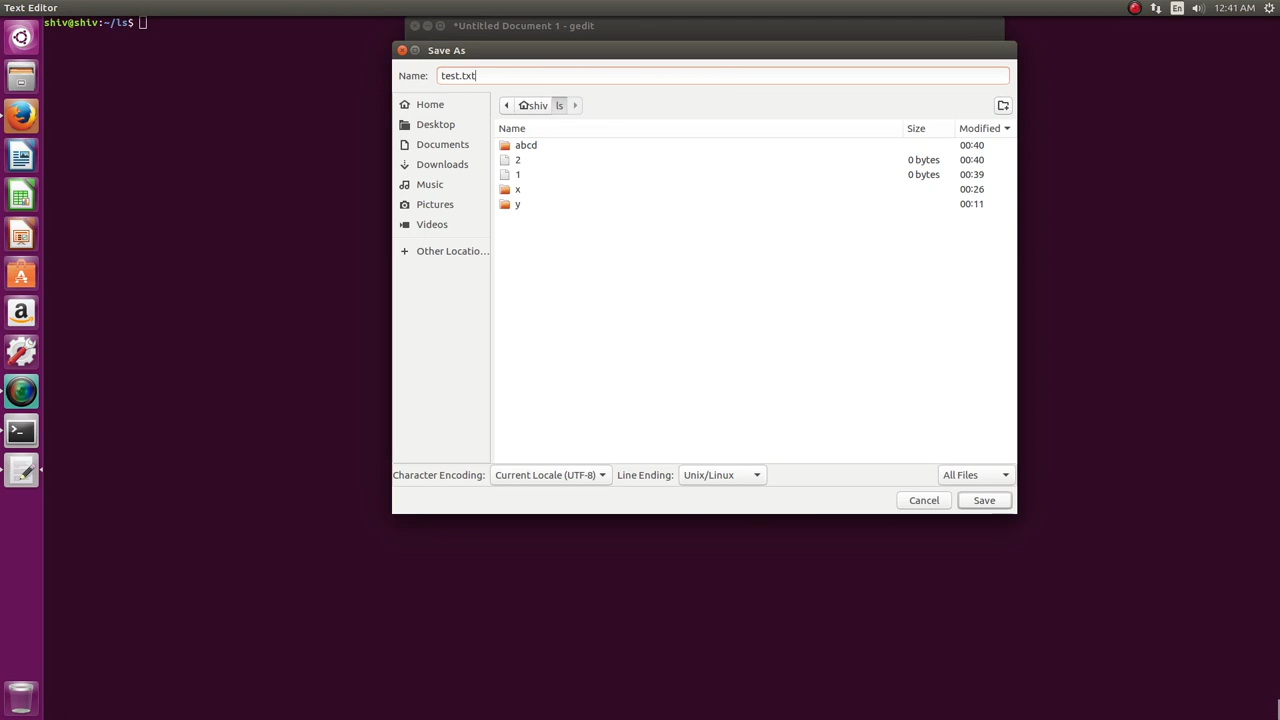 Text Editor
En
12:41 AM
shiv@shiv:~/ls$
*Untitled Document 1 - gedit
Save As
Name: test.txt
shiv ls
Home
Desktop
Documents
Downloads
Music
Pictures
Videos
Other Locatio...
Name Size Modified
abcd 00:40
2 0 bytes 00:40
1 0 bytes 00:39
x 00:26
y 00:11
Character Encoding: Current Locale (UTF-8) Line Ending: Unix/Linux All Files
Cancel Save